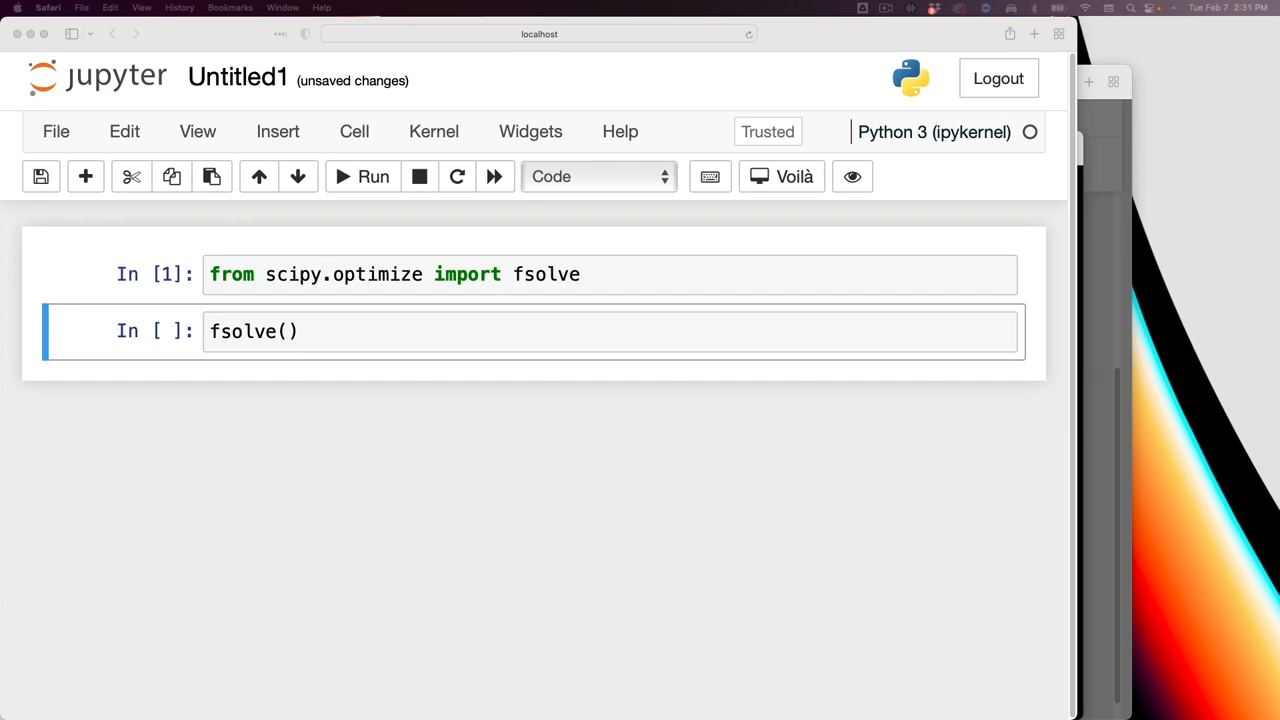 Safari File Edit View History Bookmarks Window Help Tue Feb 7 2:31 PM
localhost
jupyter Untitled1 (unsaved changes) Logout
File Edit View Insert Cell Kernel Widgets Help Trusted Python 3 (ipykernel)
Run Code Voilà
In [1]: from scipy.optimize import fsolve
In [ ]: fsolve()